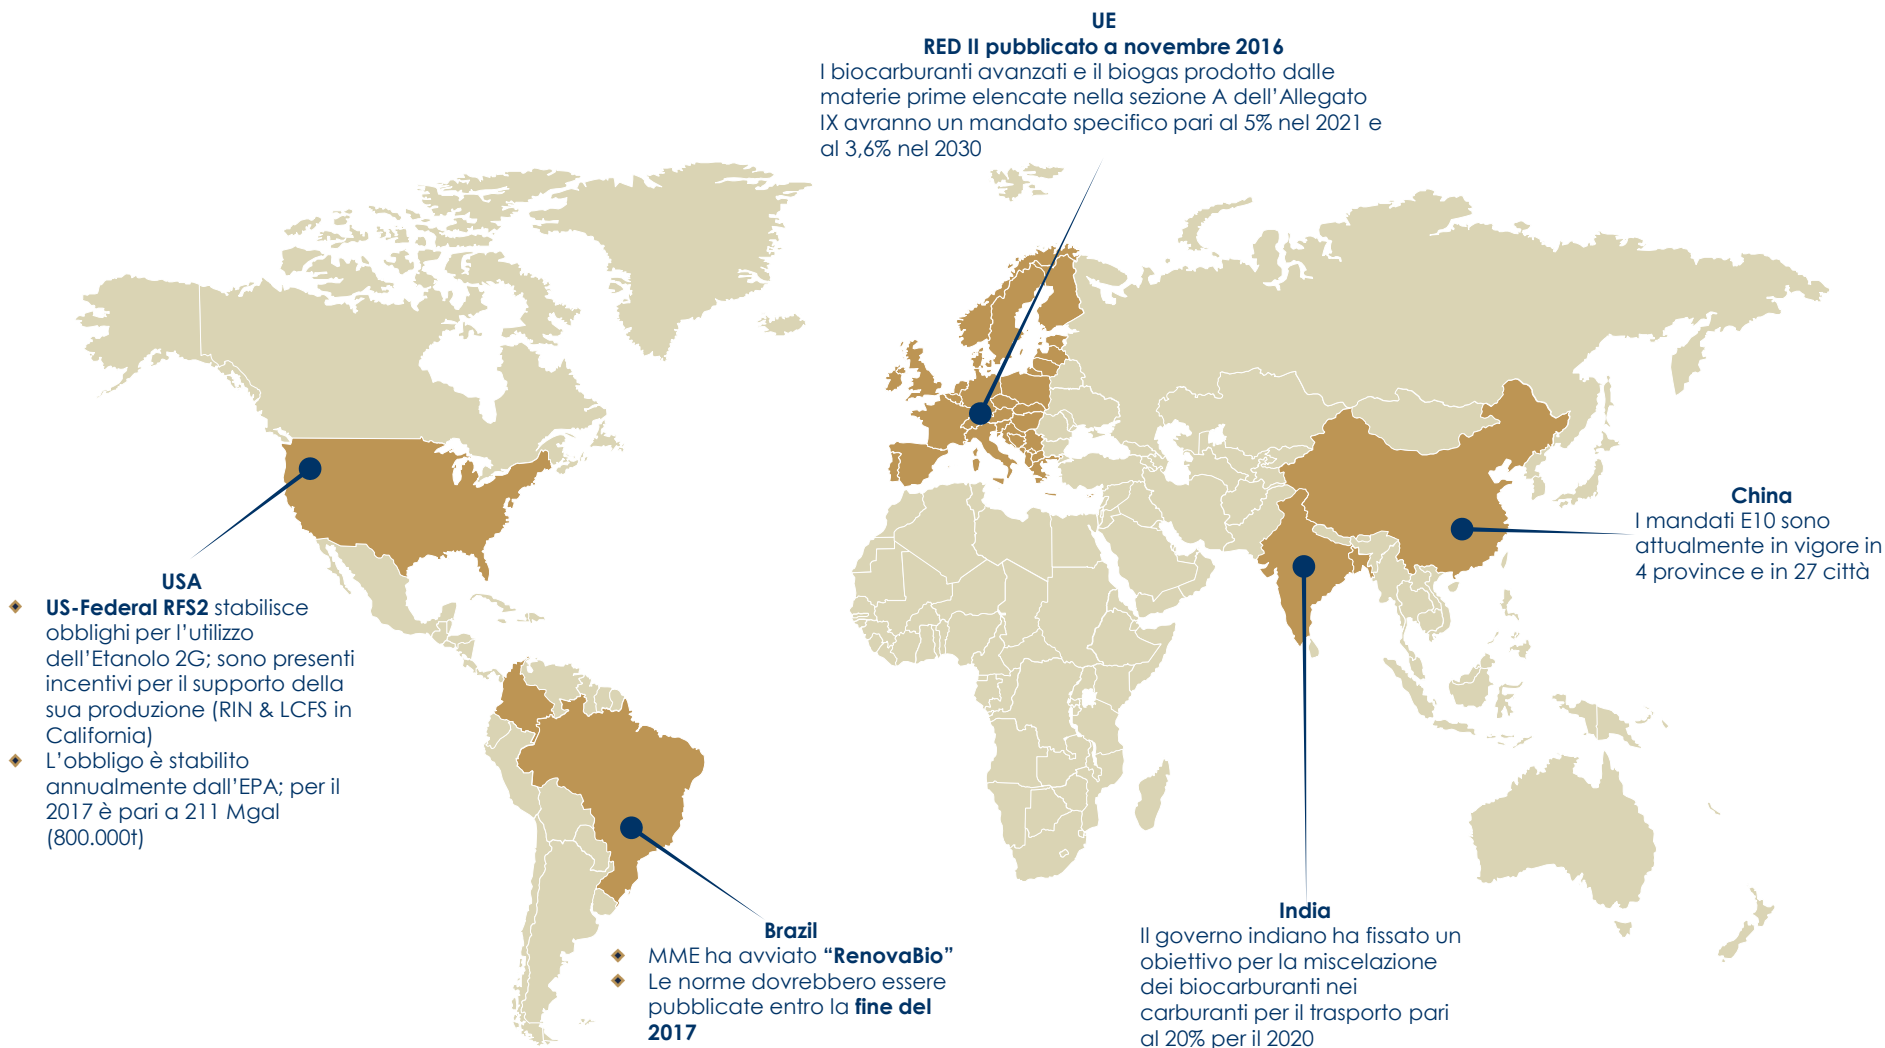 UE
RED II pubblicato a novembre 2016
I biocarburanti avanzati e il biogas prodotto dalle
materie prime elencate nella sezione A dell'Allegato
IX avranno un mandato specifico pari al 5% nel 2021 e
al 3,6% nel 2030
China
I mandati E10 sono
attualmente in vigore in
4 province e in 27 città
USA
US-Federal RFS2 stabilisce
obblighi per l'utilizzo
dell'Etanolo 2G; sono presenti
incentivi per il supporto della
sua produzione (RIN & LCFS in
California)
L'obbligo è stabilito
annualmente dall'EPA; per il
2017 è pari a 211 Mgal
(800.000t)
Brazil
MME ha avviato “RenovaBio”
Le norme dovrebbero essere
pubblicate entro la fine del
2017
India
Il governo indiano ha fissato un
obiettivo per la miscelazione
dei biocarburanti nei
carburanti per il trasporto pari
al 20% per il 2020